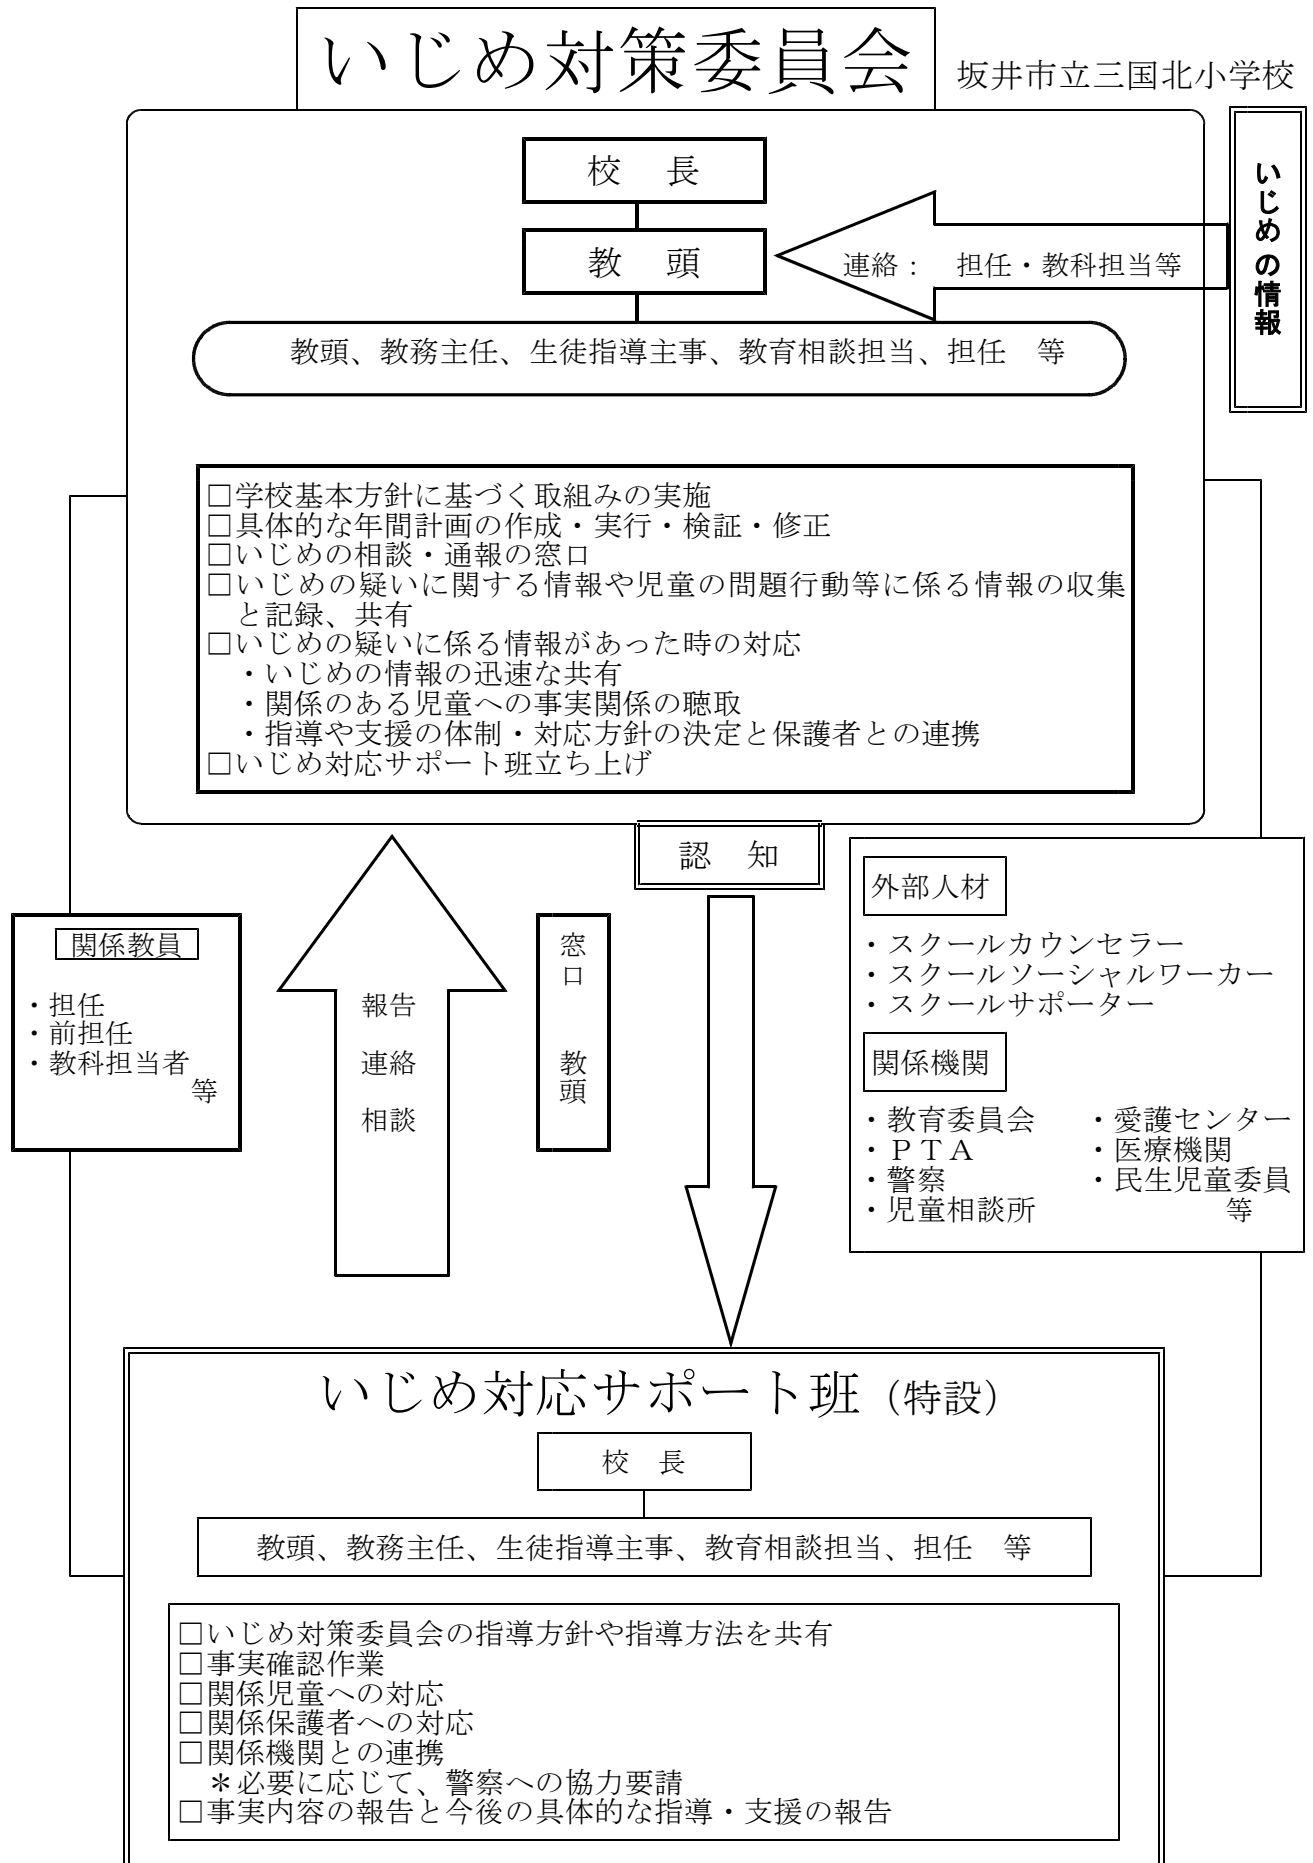 いじめ対策委員会
坂井市立三国北小学校
校　長
教　頭
連絡：　担任・教科担当等
いじめの情報
教頭、教務主任、生徒指導主事、教育相談担当、担任　等
□学校基本方針に基づく取組みの実施
□具体的な年間計画の作成・実行・検証・修正
□いじめの相談・通報の窓口
□いじめの疑いに関する情報や児童の問題行動等に係る情報の収集
と記録、共有
□いじめの疑いに係る情報があった時の対応
・いじめの情報の迅速な共有
・関係のある児童への事実関係の聴取
・指導や支援の体制・対応方針の決定と保護者との連携
□いじめ対応サポート班立ち上げ
認　知
関係教員
・担任
・前担任
・教科担当者
等
報告
連絡
相談
窓口　教頭
外部人材
・スクールカウンセラー
・スクールソーシャルワーカー
・スクールサポーター
関係機関
・教育委員会　・愛護センター
・ＰＴＡ　・医療機関
・警察　・民生児童委員
・児童相談所　等
いじめ対応サポート班（特設）
校　長
教頭、教務主任、生徒指導主事、教育相談担当、担任　等
□いじめ対策委員会の指導方針や指導方法を共有
□事実確認作業
□関係児童への対応
□関係保護者への対応
□関係機関との連携
＊必要に応じて、警察への協力要請
□事実内容の報告と今後の具体的な指導・支援の報告